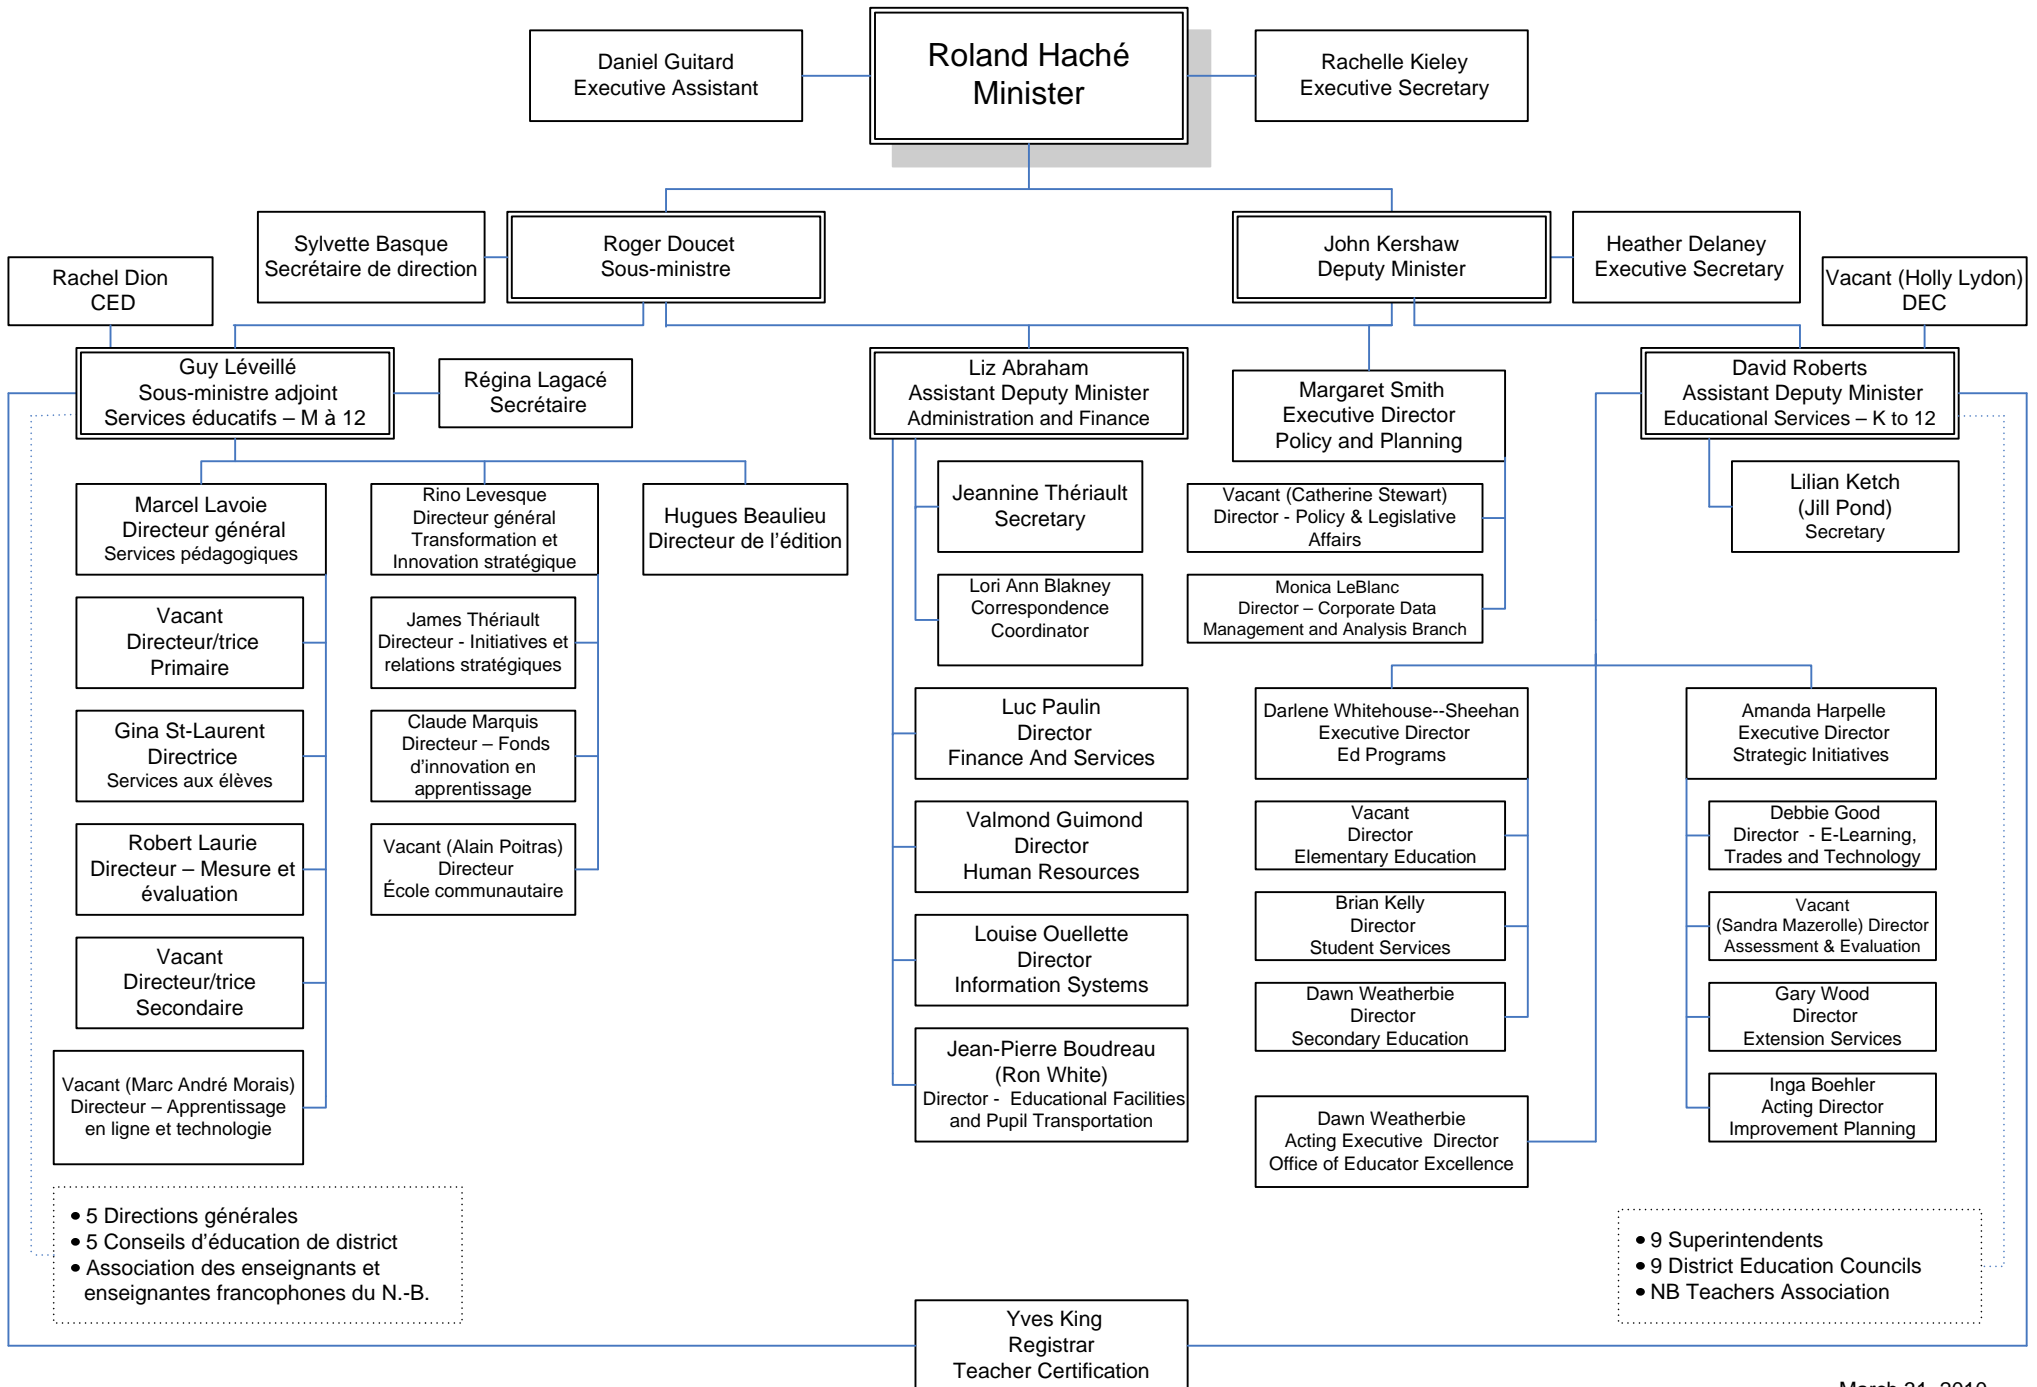 Roland Haché
Minister
Daniel Guitard
Executive Assistant
Rachelle Kieley
Executive Secretary
Sylvette Basque
Secrétaire de direction
Roger Doucet
Sous-ministre
John Kershaw
Deputy Minister
Heather Delaney
Executive Secretary
Rachel Dion
CED
Vacant (Holly Lydon)
DEC
Guy Léveillé
Sous-ministre adjoint
Services éducatifs – M à 12
Régina Lagacé
Secrétaire
Liz Abraham
Assistant Deputy Minister
Administration and Finance
Margaret Smith
Executive Director
Policy and Planning
David Roberts
Assistant Deputy Minister
Educational Services – K to 12
Marcel Lavoie
Directeur général
Services pédagogiques
Rino Levesque
Directeur général
Transformation et
Innovation stratégique
Hugues Beaulieu
Directeur de l'édition
Jeannine Thériault
Secretary
Vacant (Catherine Stewart)
Director - Policy & Legislative
Affairs
Lilian Ketch
(Jill Pond)
Secretary
Vacant
Directeur/trice
Primaire
James Thériault
Directeur - Initiatives et
relations stratégiques
Lori Ann Blakney
Correspondence
Coordinator
Monica LeBlanc
Director – Corporate Data
Management and Analysis Branch
Gina St-Laurent
Directrice
Services aux élèves
Claude Marquis
Directeur – Fonds
d'innovation en
apprentissage
Luc Paulin
Director
Finance And Services
Darlene Whitehouse--Sheehan
Executive Director
Ed Programs
Amanda Harpelle
Executive Director
Strategic Initiatives
Robert Laurie
Directeur – Mesure et
évaluation
Vacant (Alain Poitras)
Directeur
École communautaire
Valmond Guimond
Director
Human Resources
Vacant
Director
Elementary Education
Debbie Good
Director - E-Learning,
Trades and Technology
Vacant
Directeur/trice
Secondaire
Louise Ouellette
Director
Information Systems
Brian Kelly
Director
Student Services
Vacant
(Sandra Mazerolle) Director
Assessment & Evaluation
Dawn Weatherbie
Director
Secondary Education
Gary Wood
Director
Extension Services
Vacant (Marc André Morais)
Directeur – Apprentissage
en ligne et technologie
Jean-Pierre Boudreau
(Ron White)
Director - Educational Facilities
and Pupil Transportation
Dawn Weatherbie
Acting Executive Director
Office of Educator Excellence
Inga Boehler
Acting Director
Improvement Planning
• 5 Directions générales
• 5 Conseils d'éducation de district
• Association des enseignants et
enseignantes francophones du N.-B.
• 9 Superintendents
• 9 District Education Councils
• NB Teachers Association
Yves King
Registrar
Teacher Certification
March 31, 2010